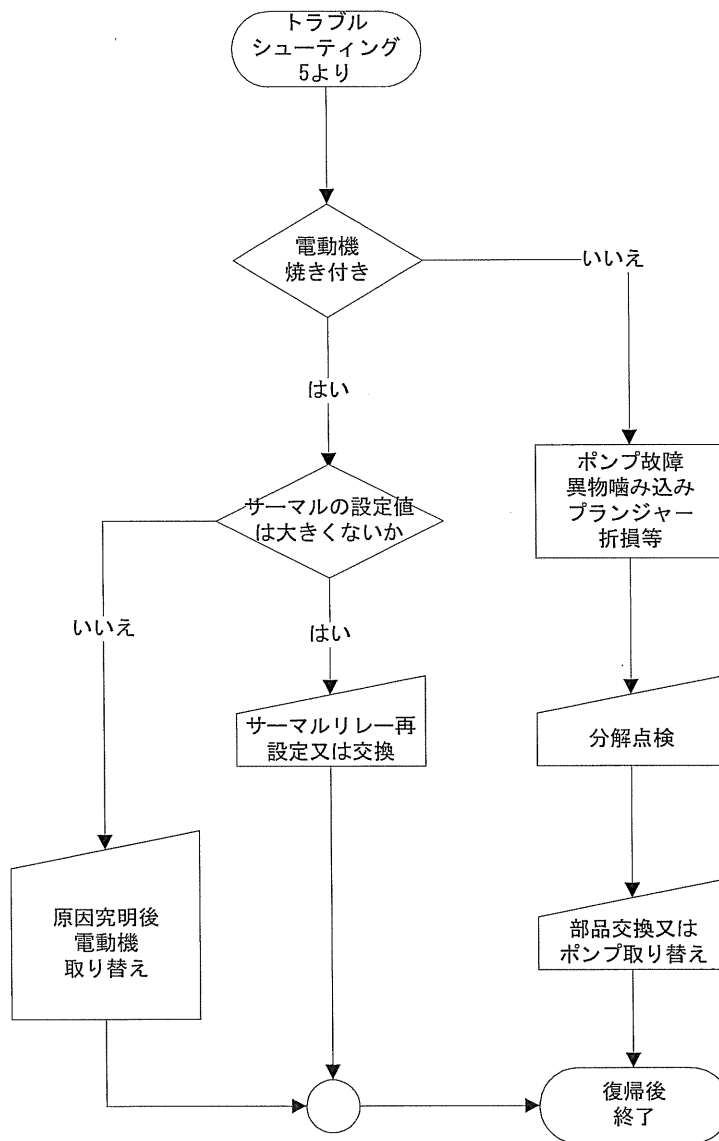 トラブル
シューティング
5より
電動機
焼き付き
いいえ
はい
サーマルの設定値
は大きくないか
ポンプ故障
異物噛み込み
プランジャー
折損等
いいえ
はい
サーマルリレー再
設定又は交換
分解点検
原因究明後
電動機
取り替え
部品交換又は
ポンプ取り替え
復帰後
終了